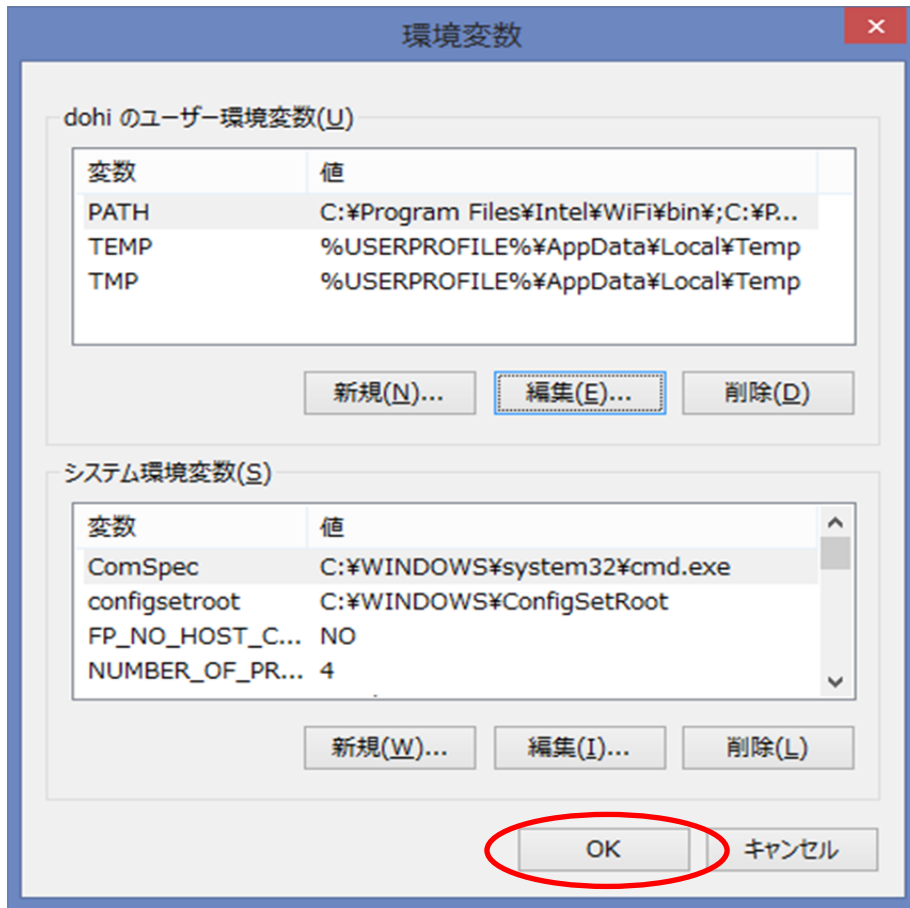 環境変数
dohi のユーザー環境変数(U)
変数 値
PATH C:¥Program Files¥Intel¥WiFi¥bin¥;C:¥P...
TEMP %USERPROFILE%¥AppData¥Local¥Temp
TMP %USERPROFILE%¥AppData¥Local¥Temp
新規(N)... 編集(E)... 削除(D)
システム環境変数(S)
変数 値
ComSpec C:¥WINDOWS¥system32¥cmd.exe
configsetroot C:¥WINDOWS¥ConfigSetRoot
FP_NO_HOST_C... NO
NUMBER_OF_PR... 4
新規(W)... 編集(I)... 削除(L)
OK キャンセル